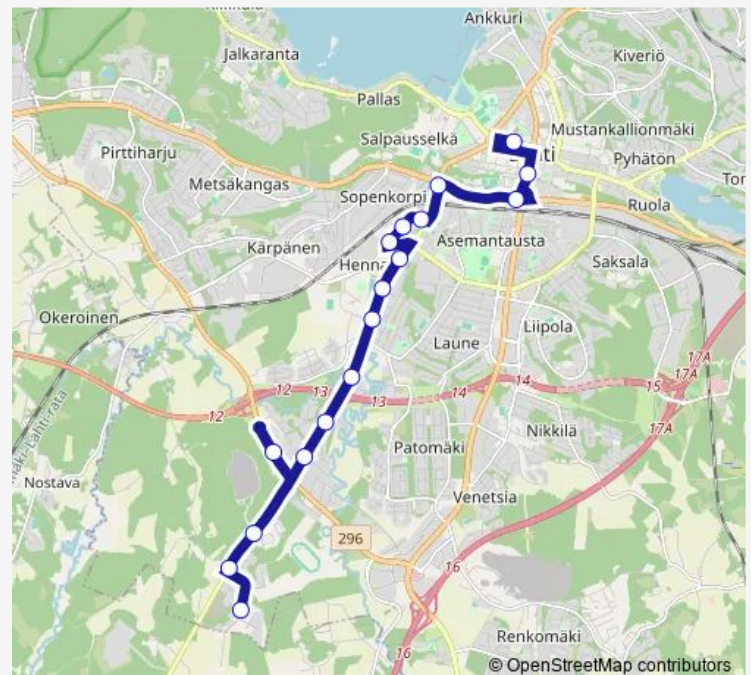 Ankkuri
Jalkaranta
Kiveriö
Pallas
Salpausselkä
Mustankallionmäki
Pirttiharju
Pyhätön
Metsäkangas
Sopenkorpi
Ruola
Asemantausta
Kärpänen
Saksala
Okeroinen
Liipola
Laune
17A
12
12
13
13
14
14
15
17A
Nikkilä
Patomäki
Nostava
Venetsia
296
16
Renkomäki
16
© OpenStreetMap contributors